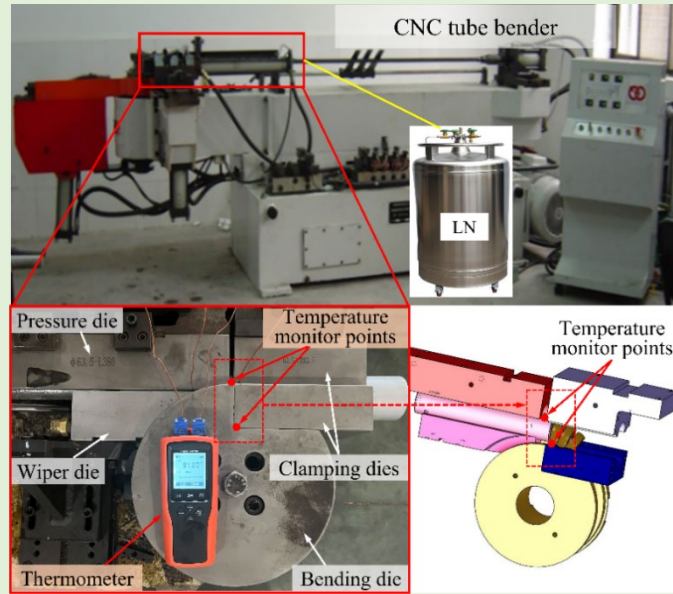 CNC tube bender
LN
Pressure die
Temperature
monitor points
Wiper die
Clamping dies
Thermometer
Bending die
Temperature
monitor points